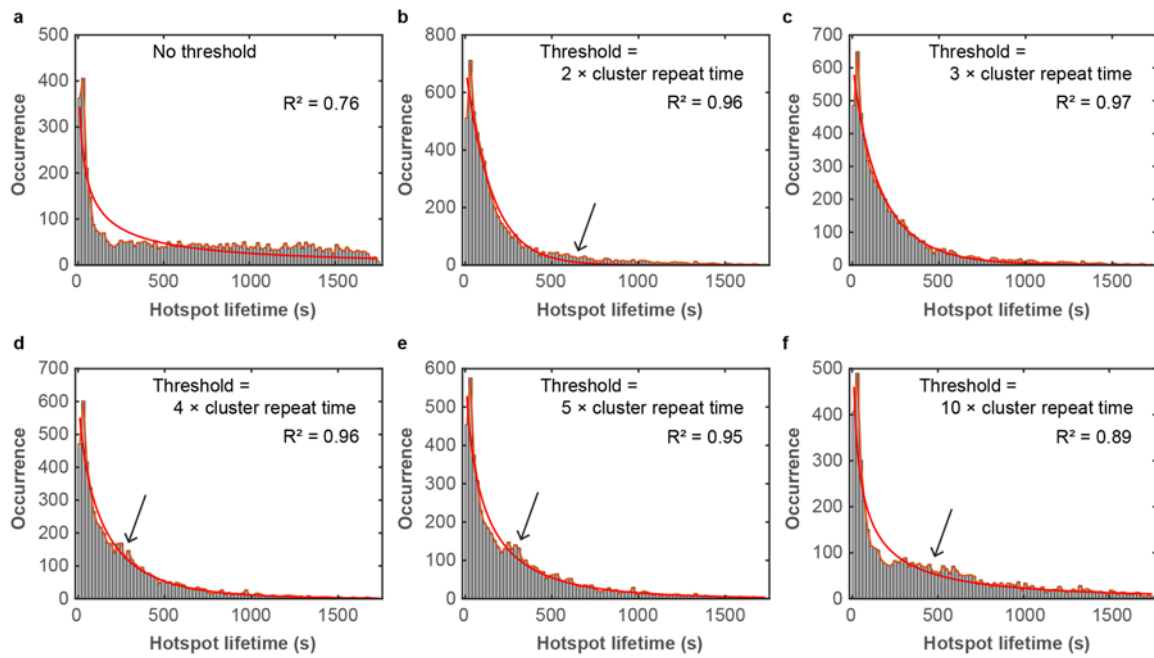 a
No threshold
R² = 0.76
500
400
300
200
100
0
Occurrence
0
500
1000
1500
Hotspot lifetime (s)
b
Threshold =
2 × cluster repeat time
R² = 0.96
800
600
400
200
0
Occurrence
0
500
1000
1500
Hotspot lifetime (s)
c
Threshold =
3 × cluster repeat time
R² = 0.97
700
600
500
400
300
200
100
0
Occurrence
0
500
1000
1500
Hotspot lifetime (s)
d
Threshold =
4 × cluster repeat time
R² = 0.96
700
600
500
400
300
200
100
0
Occurrence
0
500
1000
1500
Hotspot lifetime (s)
e
Threshold =
5 × cluster repeat time
R² = 0.95
600
500
400
300
200
100
0
Occurrence
0
500
1000
1500
Hotspot lifetime (s)
f
Threshold =
10 × cluster repeat time
R² = 0.89
500
400
300
200
100
0
Occurrence
0
500
1000
1500
Hotspot lifetime (s)